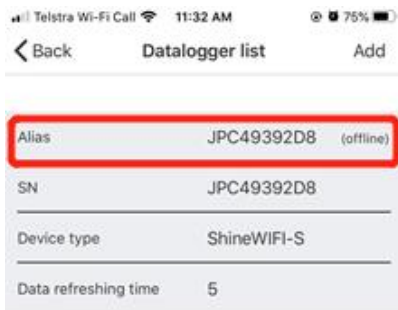 Telstra Wi-Fi Call 11:32 AM 75%
Back Datalogger list Add
Alias JPC49392D8 (offline)
SN JPC49392D8
Device type ShineWIFI-S
Data refreshing time 5